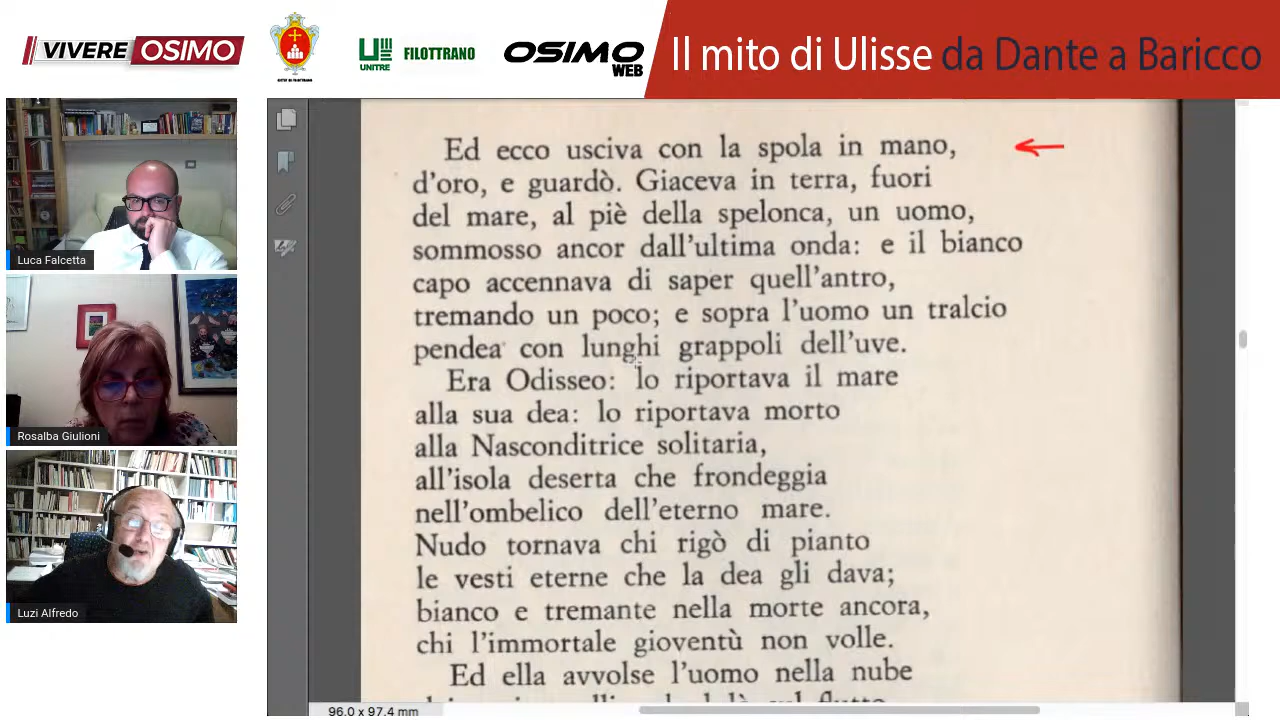 VIVERE OSIMO
CITTÀ DI FILOTTRANO
UNITRE
FILOTTRANO
OSIMO
WEB
Il mito di Ulisse da Dante a Baricco
Luca Falcetta
Rosalba Giulioni
Luzi Alfredo
Ed ecco usciva con la spola in mano,
d'oro, e guardò. Giaceva in terra, fuori
del mare, al piè della spelonca, un uomo,
sommosso ancor dall'ultima onda: e il bianco
capo accennava di saper quell'antro,
tremando un poco; e sopra l'uomo un tralcio
pendea con lunghi grappoli dell'uve.
Era Odisseo: lo riportava il mare
alla sua dea: lo riportava morto
alla Nasconditrice solitaria,
all'isola deserta che frondeggia
nell'ombelico dell'eterno mare.
Nudo tornava chi rigò di pianto
le vesti eterne che la dea gli dava;
bianco e tremante nella morte ancora,
chi l'immortale gioventù non volle.
Ed ella avvolse l'uomo nella nube
96,0 x 97,4 mm